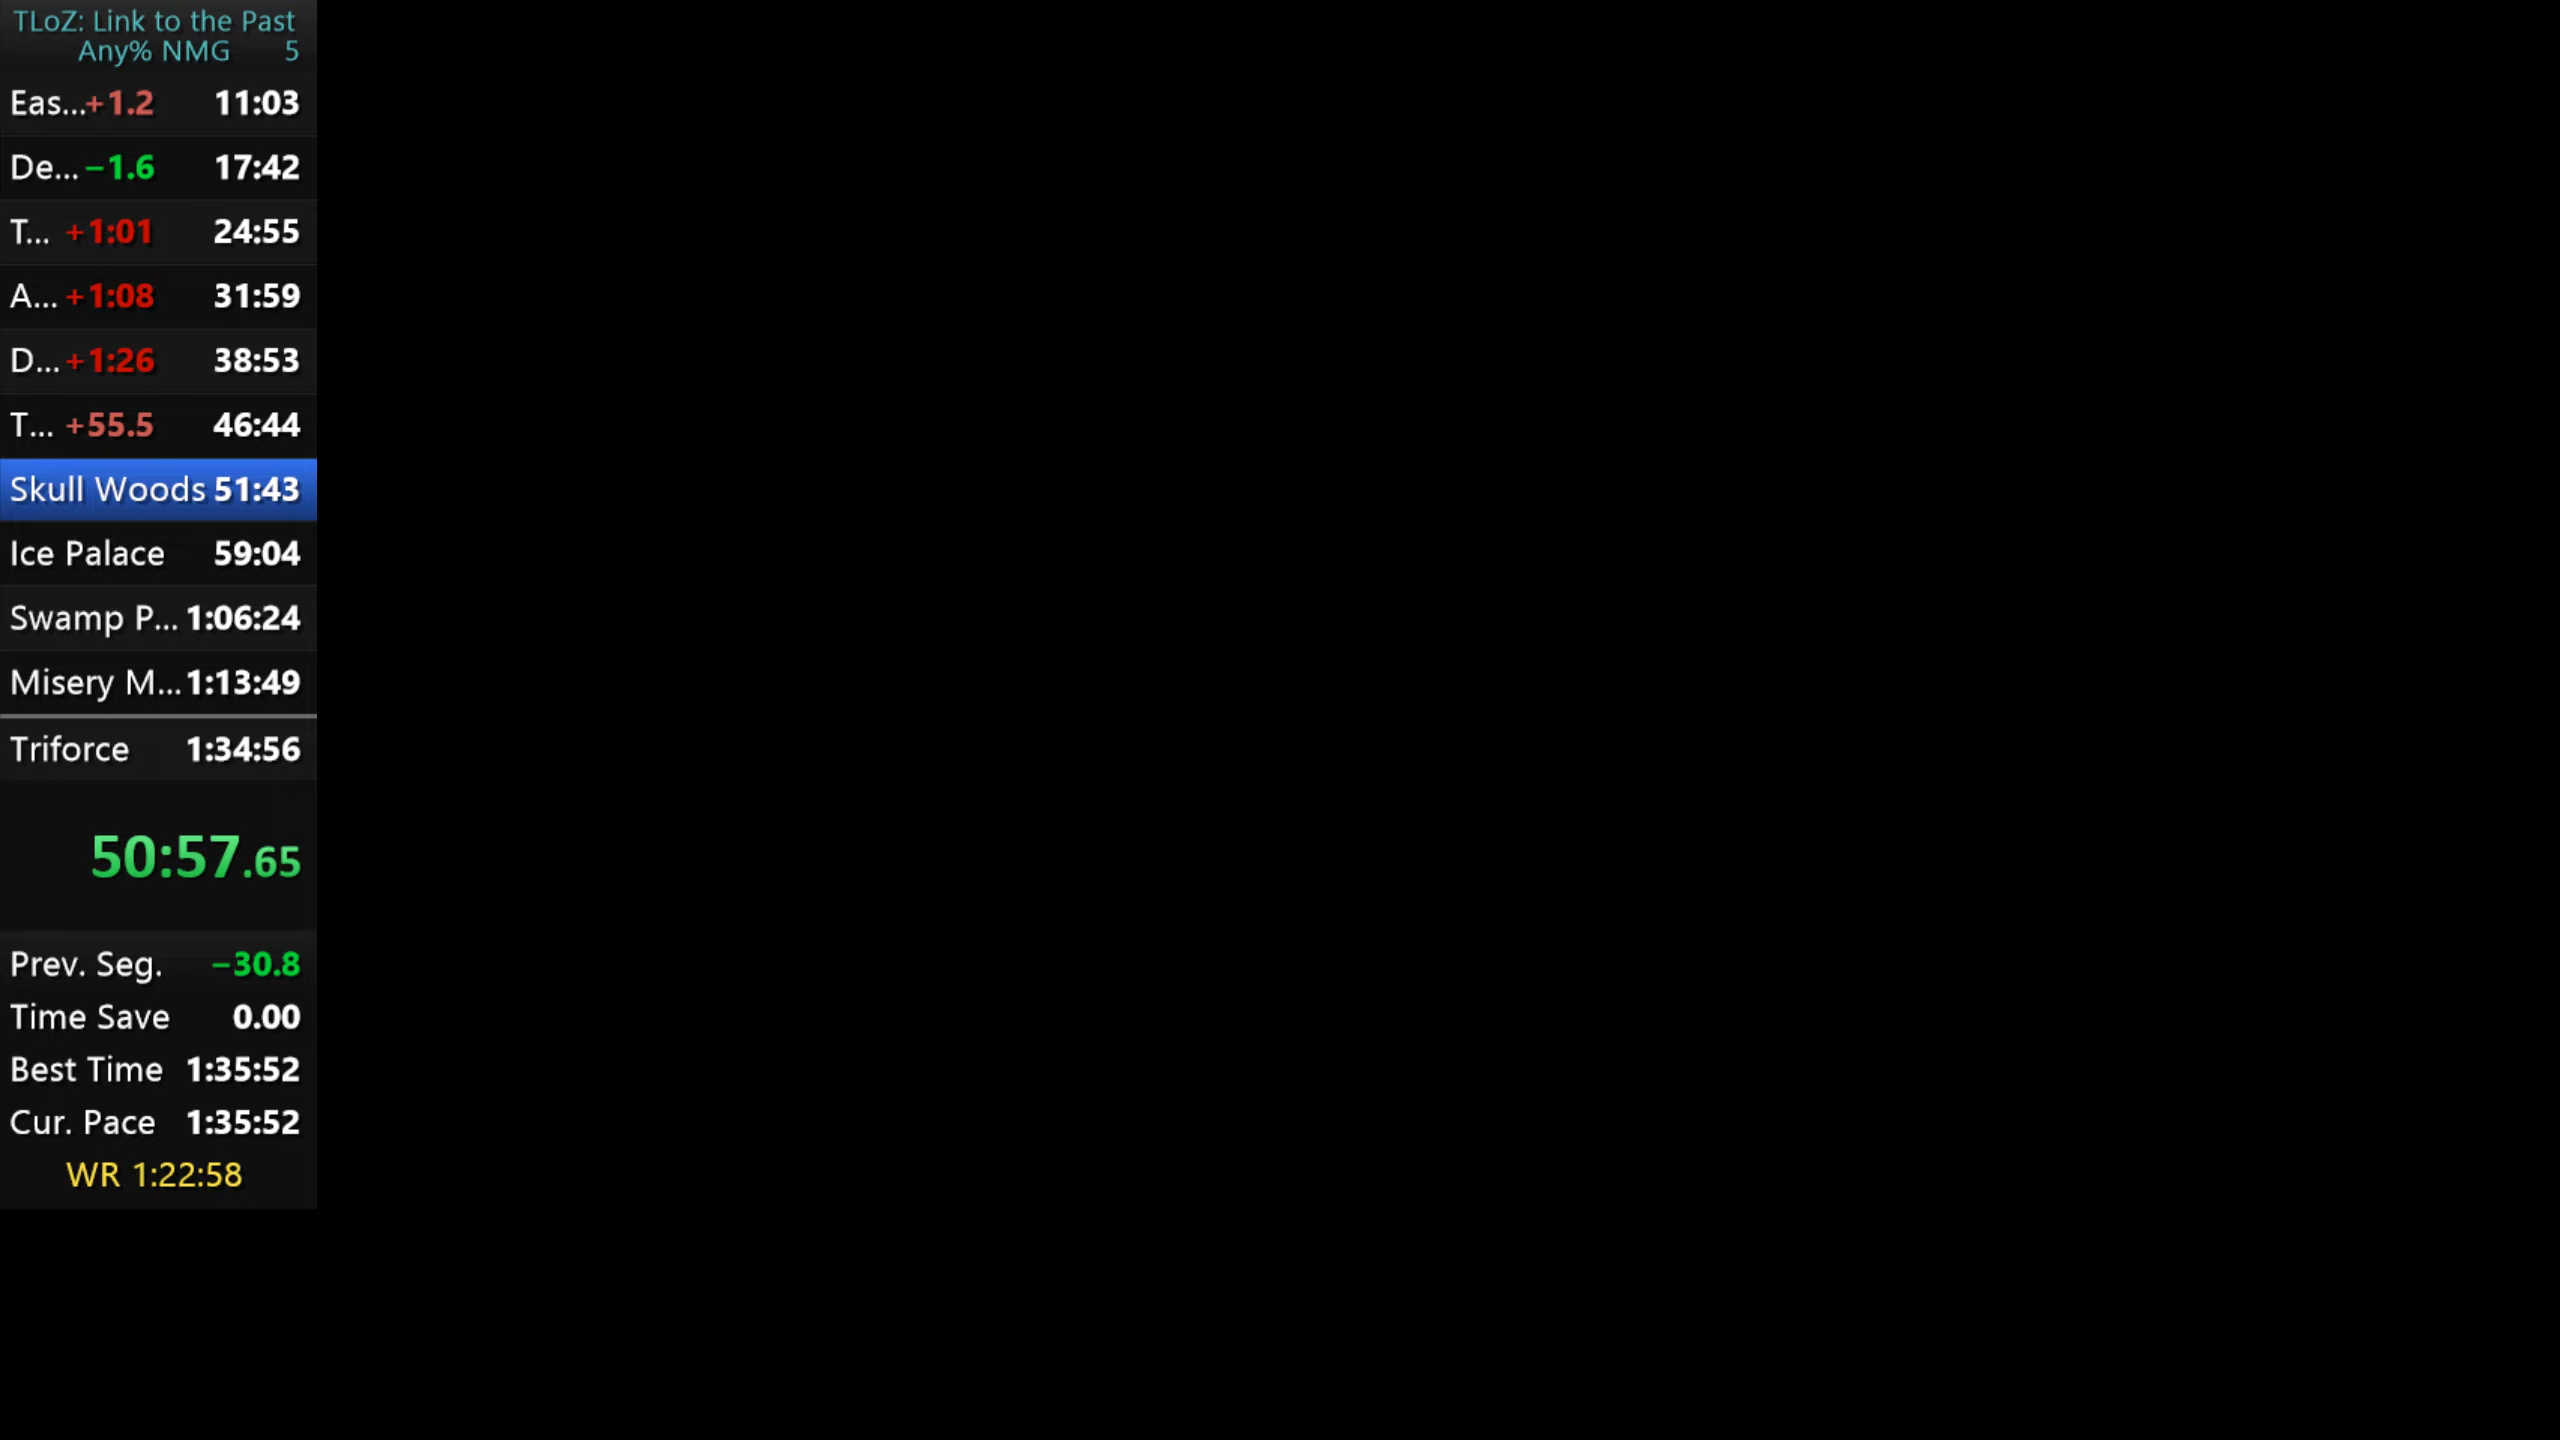 TLoZ: Link to the Past
Any% NMG 5
Eas... +1.2 11:03
De... −1.6 17:42
T... +1:01 24:55
A... +1:08 31:59
D... +1:26 38:53
T... +55.5 46:44
Skull Woods 51:43
Ice Palace 59:04
Swamp P... 1:06:24
Misery M... 1:13:49
Triforce 1:34:56
50:57.65
Prev. Seg. −30.8
Time Save 0.00
Best Time 1:35:52
Cur. Pace 1:35:52
WR 1:22:58